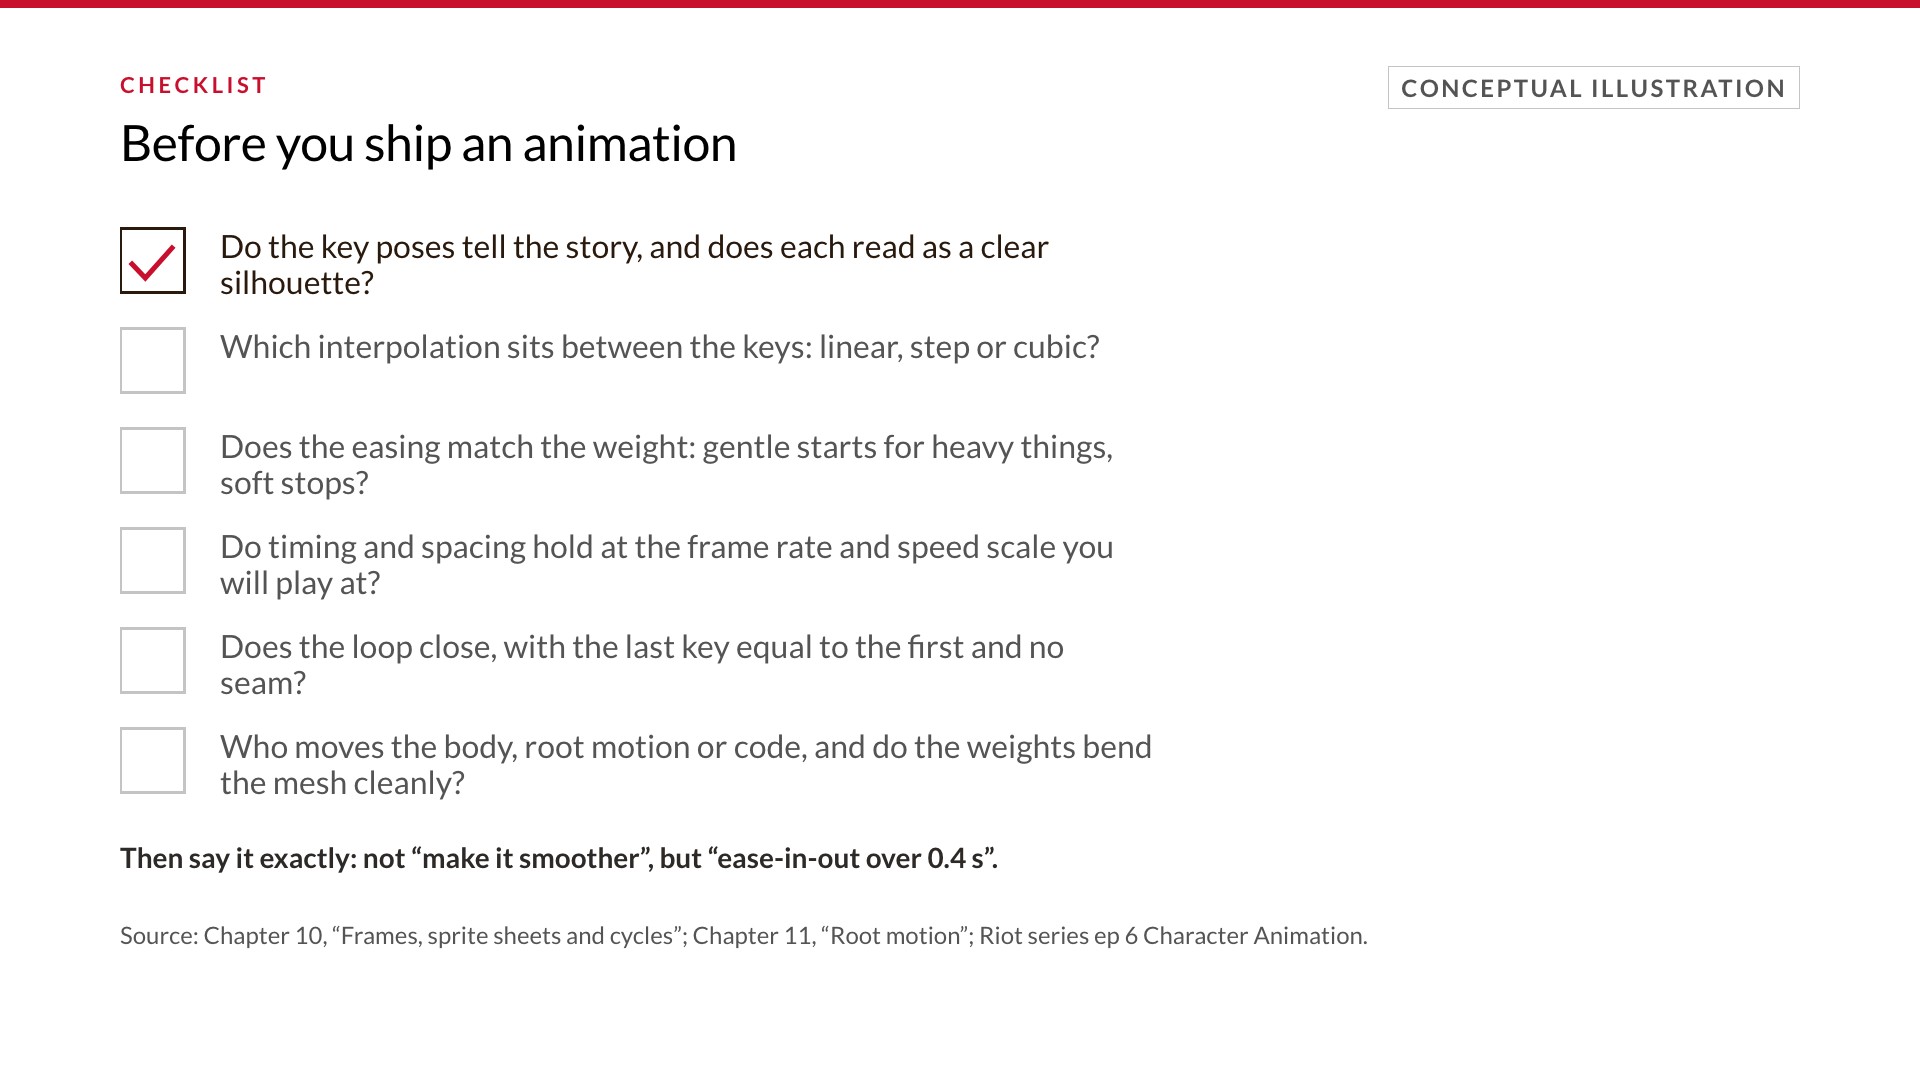 CHECKLIST
CONCEPTUAL ILLUSTRATION
Before you ship an animation
Do the key poses tell the story, and does each read as a clear
silhouette?
Which interpolation sits between the keys: linear, step or cubic?
Does the easing match the weight: gentle starts for heavy things,
soft stops?
Do timing and spacing hold at the frame rate and speed scale you
will play at?
Does the loop close, with the last key equal to the first and no
seam?
Who moves the body, root motion or code, and do the weights bend
the mesh cleanly?
Then say it exactly: not “make it smoother”, but “ease-in-out over 0.4 s”.
Source: Chapter 10, “Frames, sprite sheets and cycles”; Chapter 11, “Root motion”; Riot series ep 6 Character Animation.